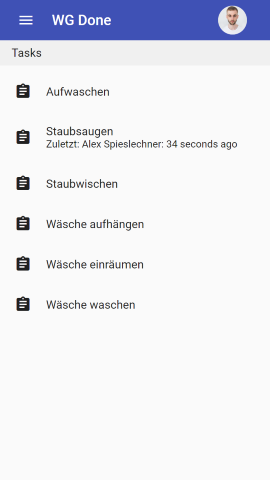 WG Done
Tasks
Aufwaschen
Staubsaugen
Zuletzt: Alex Spieslechner: 34 seconds ago
Staubwischen
Wäsche aufhängen
Wäsche einräumen
Wäsche waschen